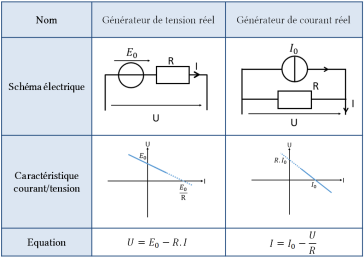 Nom
Générateur de tension réel
Générateur de courant réel
Schéma électrique
E₀
R
I
U
I₀
R
I
U
Caractéristique
courant/tension
U
E₀
I
E₀/R
U
R.I₀
I
I₀
Equation
U = E₀ − R.I
I = I₀ − U/R